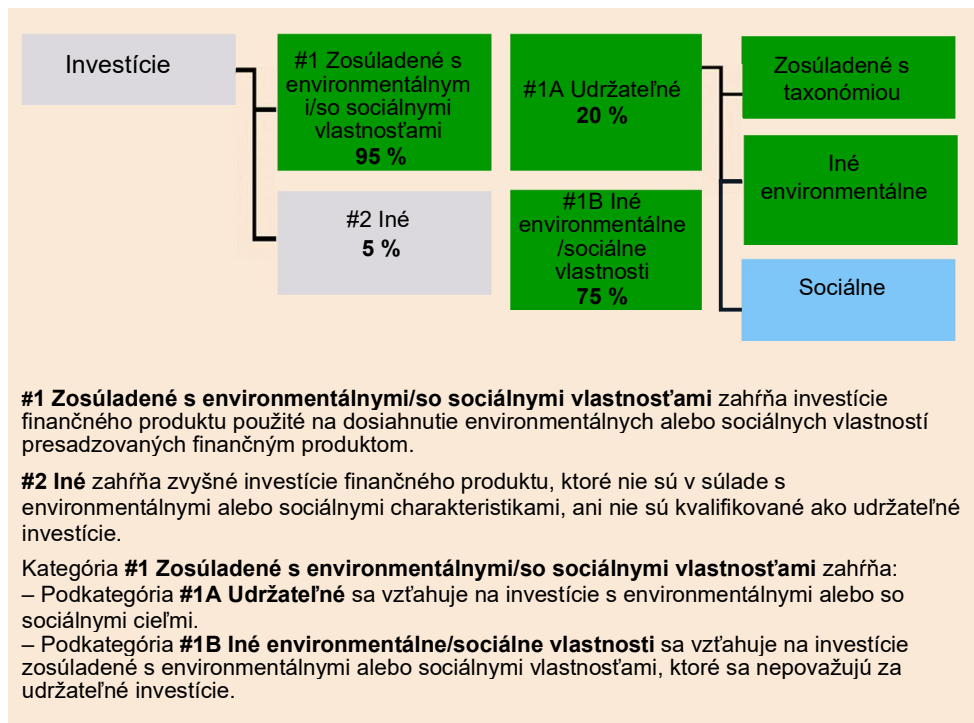 Investície
#1 Zosúladené s
environmentálnym
i/so sociálnymi
vlastnosťami
95 %
#2 Iné
5 %
#1A Udržateľné
20 %
#1B Iné
environmentálne
/sociálne
vlastnosti
75 %
Zosúladené s
taxonómiou
Iné
environmentálne
Sociálne
#1 Zosúladené s environmentálnymi/so sociálnymi vlastnosťami zahŕňa investície
finančného produktu použité na dosiahnutie environmentálnych alebo sociálnych vlastností
presadzovaných finančným produktom.
#2 Iné zahŕňa zvyšné investície finančného produktu, ktoré nie sú v súlade s
environmentálnymi alebo sociálnymi charakteristikami, ani nie sú kvalifikované ako udržateľné
investície.
Kategória #1 Zosúladené s environmentálnymi/so sociálnymi vlastnosťami zahŕňa:
– Podkategória #1A Udržateľné sa vzťahuje na investície s environmentálnymi alebo so
sociálnymi cieľmi.
– Podkategória #1B Iné environmentálne/sociálne vlastnosti sa vzťahuje na investície
zosúladené s environmentálnymi alebo sociálnymi vlastnosťami, ktoré sa nepovažujú za
udržateľné investície.